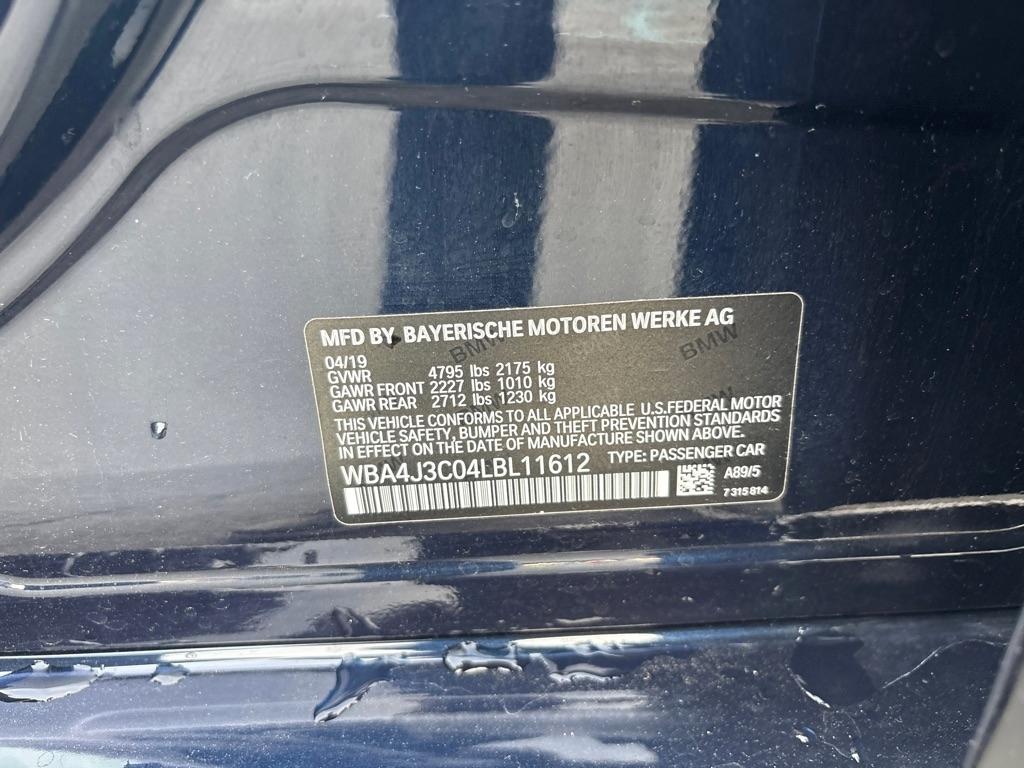 MFD BY BAYERISCHE MOTOREN WERKE AG
BMW
BMW
04/19
GVWR 4795 lbs 2175 kg
GAWR FRONT 2227 lbs 1010 kg
GAWR REAR 2712 lbs 1230 kg
THIS VEHICLE CONFORMS TO ALL APPLICABLE U.S.FEDERAL MOTOR
VEHICLE SAFETY, BUMPER AND THEFT PREVENTION STANDARDS
IN EFFECT ON THE DATE OF MANUFACTURE SHOWN ABOVE.
WBA4J3C04LBL11612 TYPE: PASSENGER CAR
A89/5
7 315 814